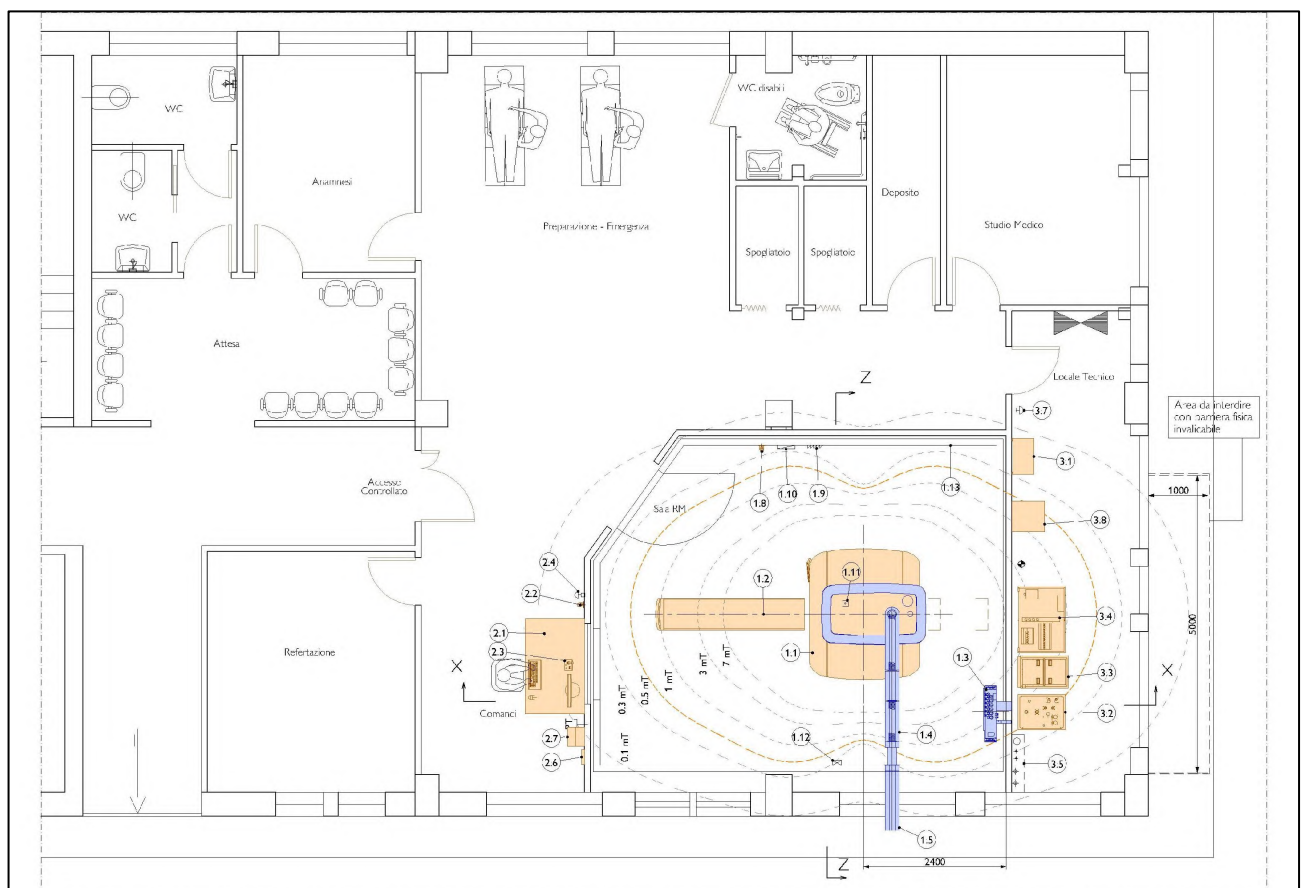 WC
WC disabili
Anamnesi
Deposito
WC
Preparazione - Emergenza
Studio Medico
Spogliatoio
Spogliatoio
Attesa
Locale Tecnico
Z
Area da interdire
con barriera fisica
invalicabile
3.7
3.1
1.8
1.10
1.9
1.13
Accesso
Controllato
1000
Sala RM
3.8
2.4
2.2
1.2
1.11
3.4
2.1
5000
2.3
Refertazione
1.1
7 mT
3 mT
1 mT
0.5 mT
0.3 mT
0.1 mT
X
1.3
3.3
X
Comandi
3.2
1.4
2.7
1.12
2.6
3.5
1.5
Z
2400